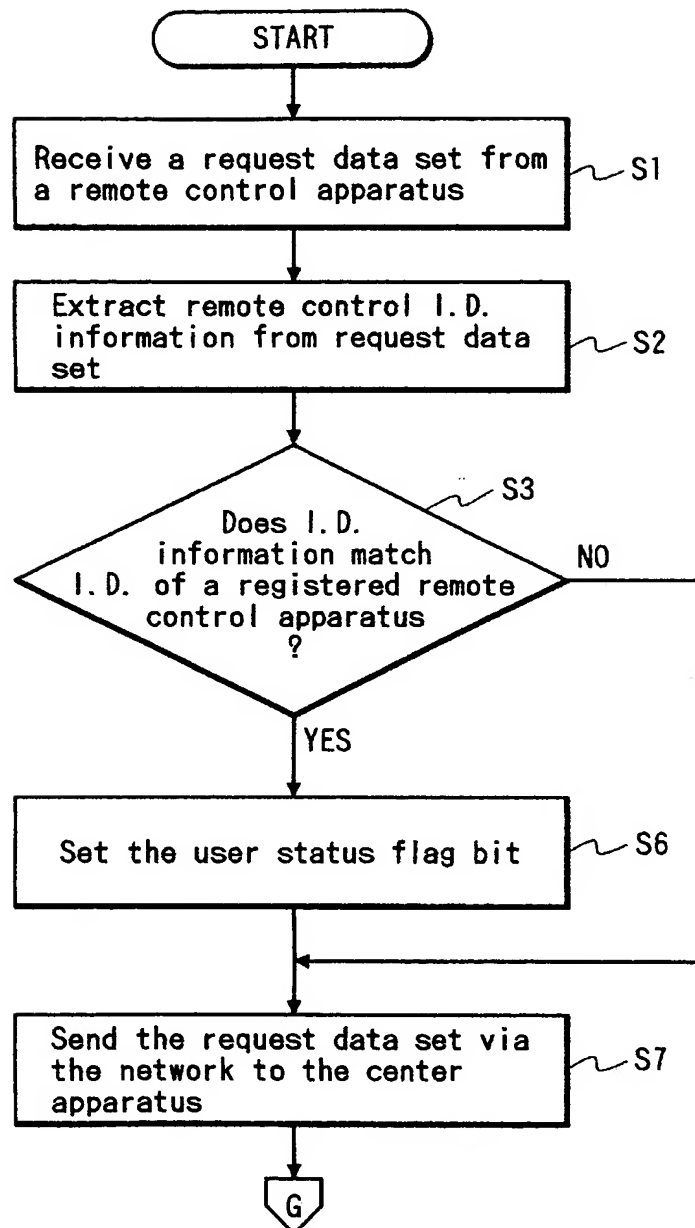 START
Receive a request data set from
a remote control apparatus
S1
Extract remote control I.D.
information from request data
set
S2
S3
Does I.D.
information match
I.D. of a registered remote
control apparatus
?
NO
YES
Set the user status flag bit
S6
Send the request data set via
the network to the center
apparatus
S7
G